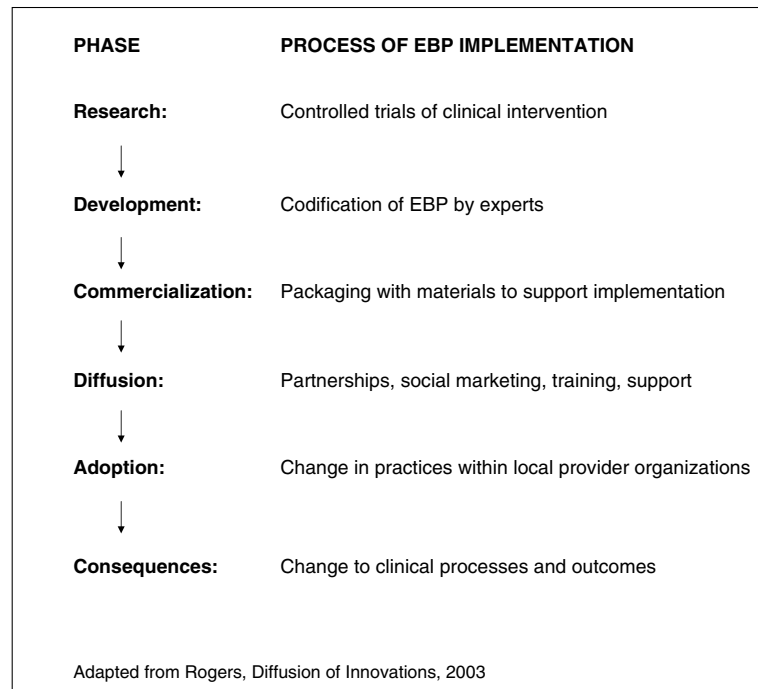 PHASE PROCESS OF EBP IMPLEMENTATION
Research: Controlled trials of clinical intervention
Development: Codification of EBP by experts
Commercialization: Packaging with materials to support implementation
Diffusion: Partnerships, social marketing, training, support
Adoption: Change in practices within local provider organizations
Consequences: Change to clinical processes and outcomes
Adapted from Rogers, Diffusion of Innovations, 2003